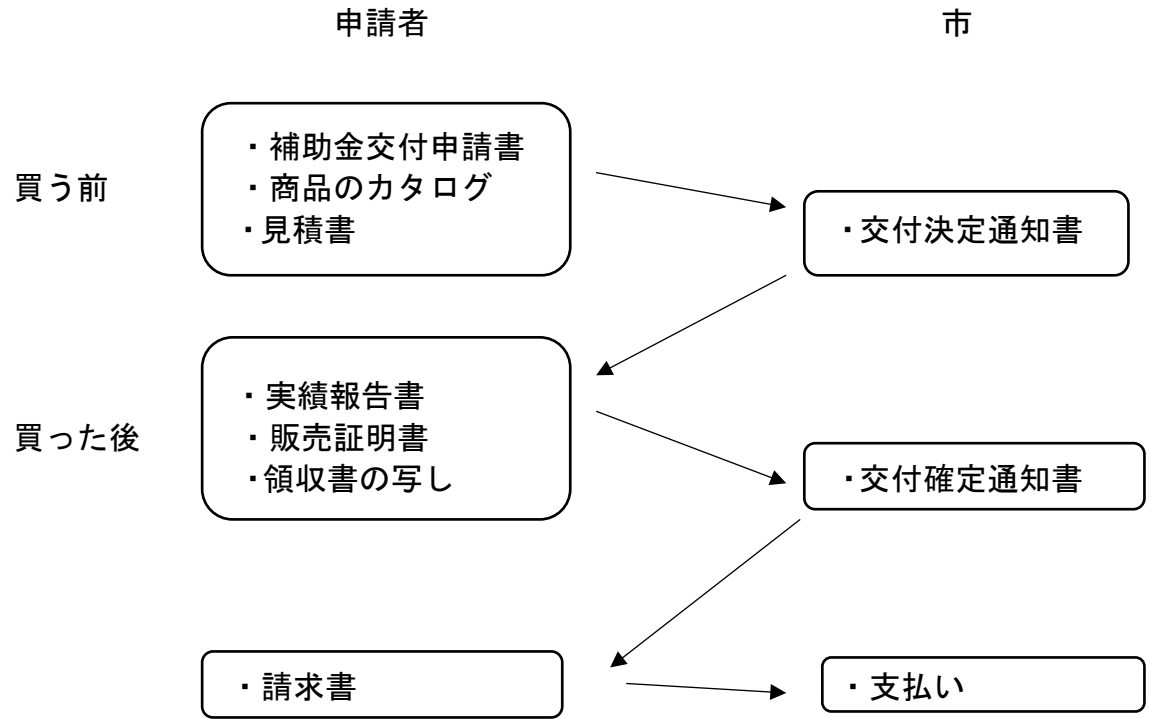 申請者
市
買う前
・補助金交付申請書
・商品のカタログ
・見積書
・交付決定通知書
買った後
・実績報告書
・販売証明書
・領収書の写し
・交付確定通知書
・請求書
・支払い